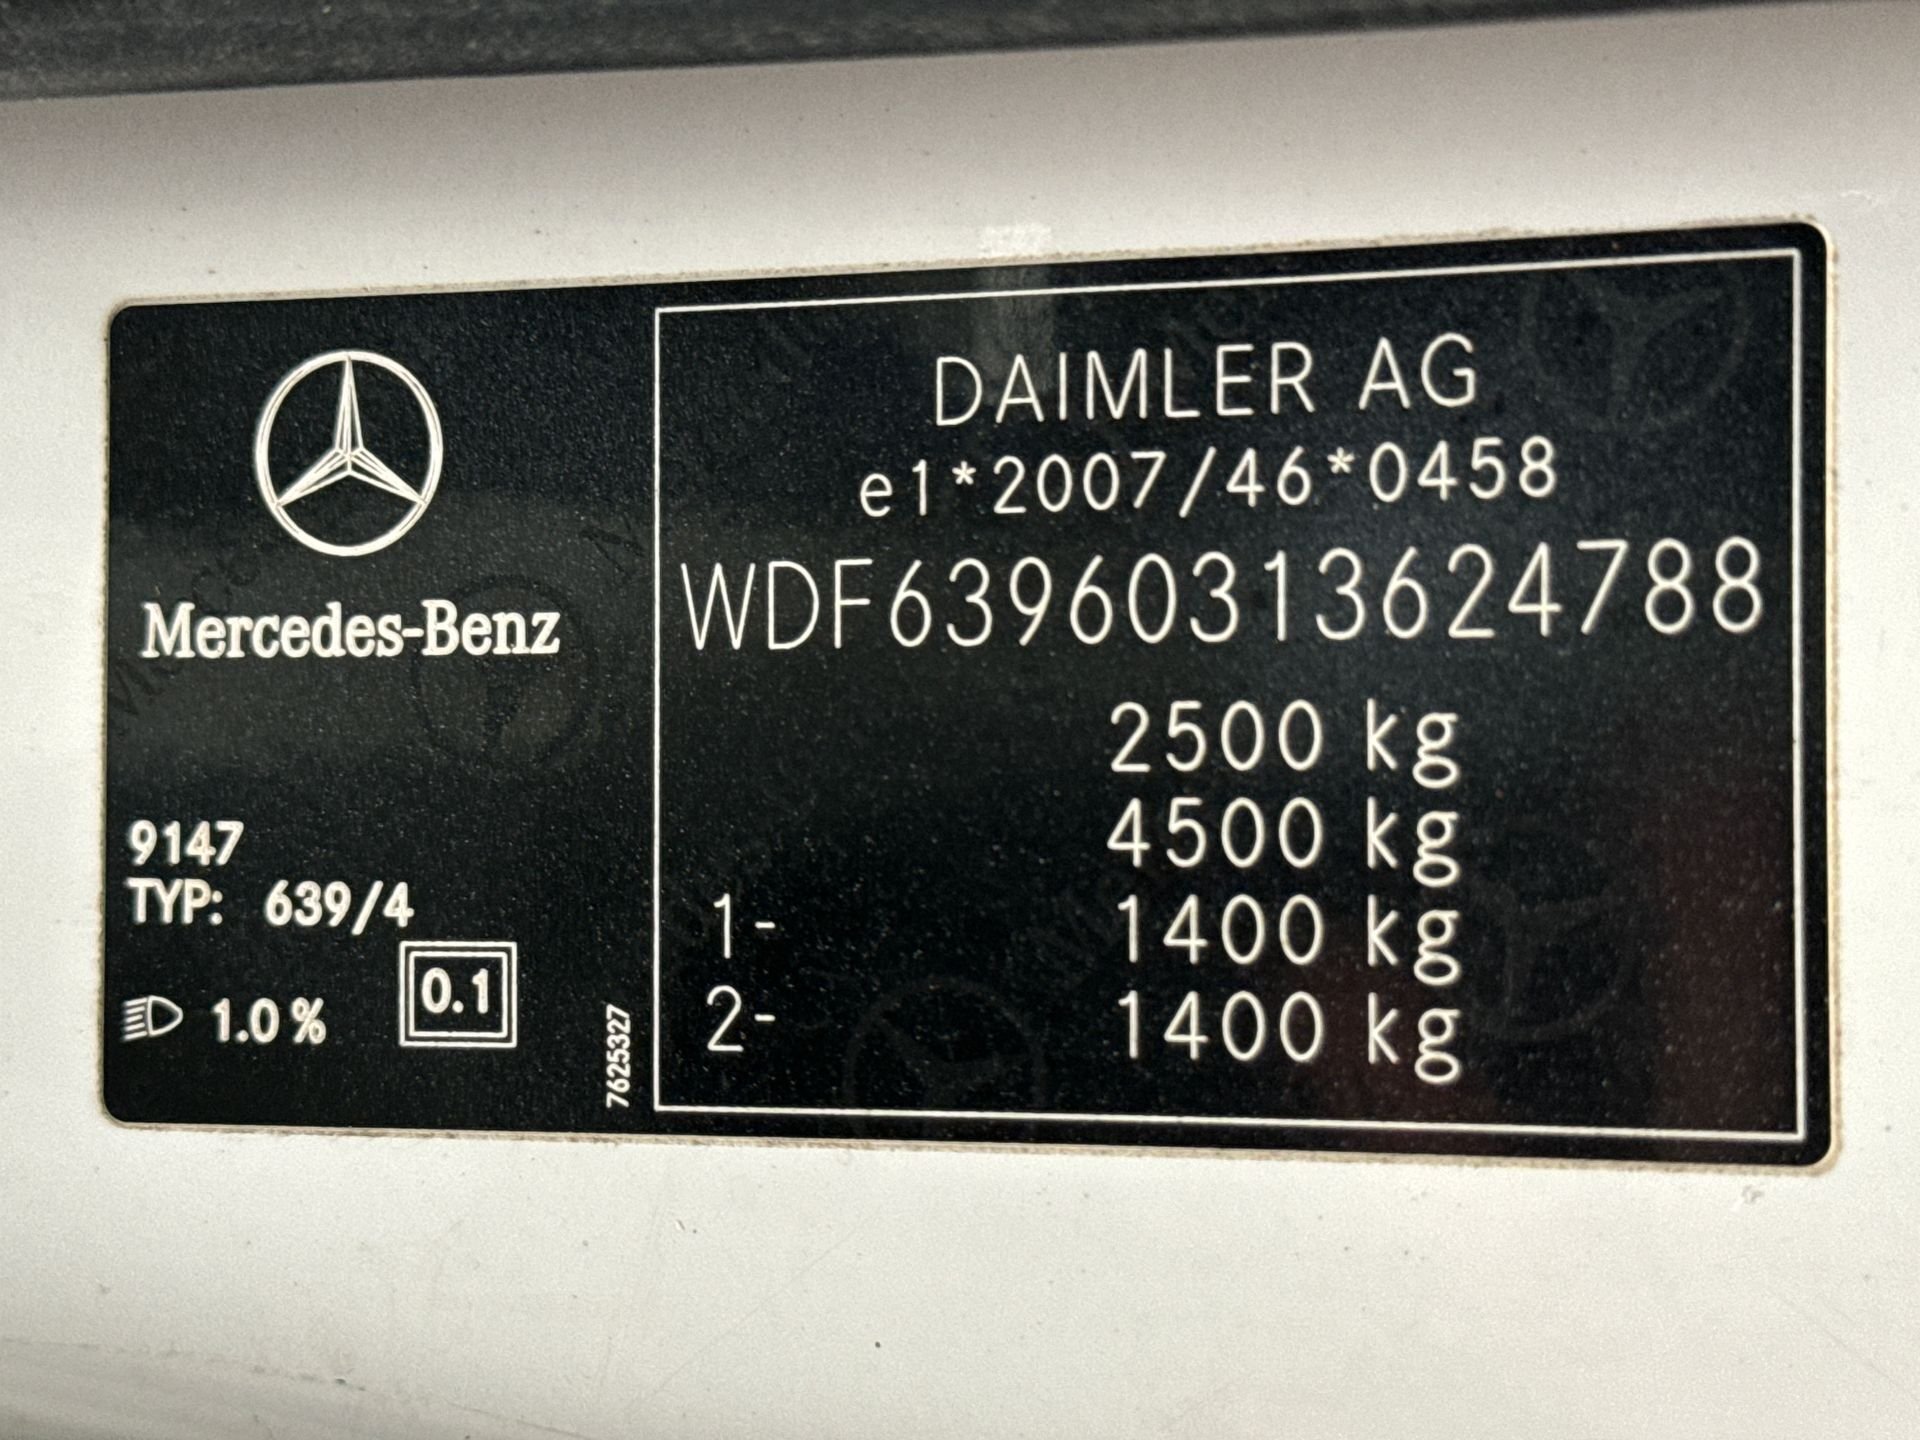 Mercedes-Benz
9147
TYP: 639/4
1.0 %
0.1
7625327
DAIMLER AG
e1*2007/46*0458
WDF63960313624788
2500 kg
4500 kg
1- 1400 kg
2- 1400 kg